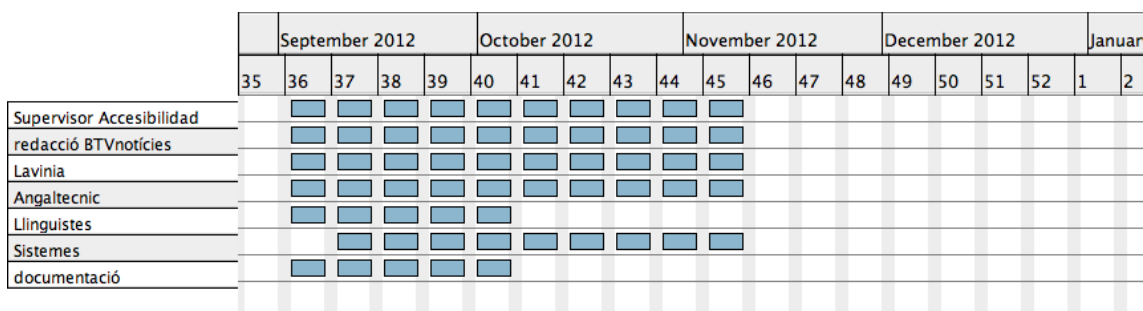 September 2012 October 2012 November 2012 December 2012 Januar
35 36 37 38 39 40 41 42 43 44 45 46 47 48 49 50 51 52 1 2
Supervisor Accesibilidad
redacció BTVnotícies
Lavinia
Angaltecnic
Llinguistes
Sistemes
documentació